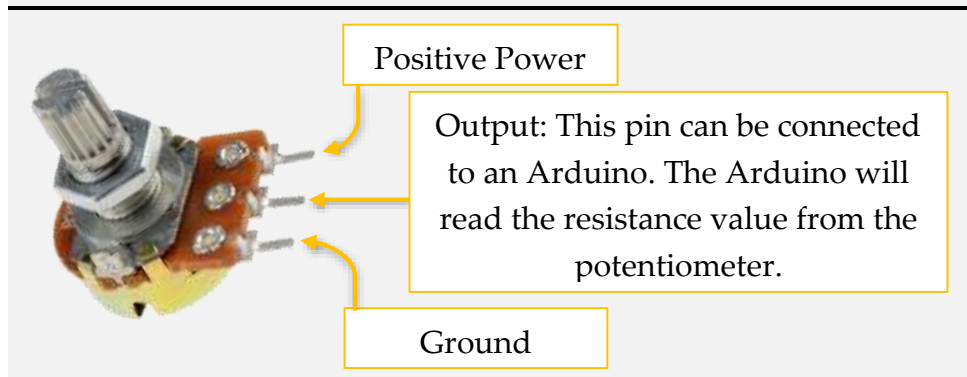 Positive Power
Output: This pin can be connected
to an Arduino. The Arduino will
read the resistance value from the
potentiometer.
Ground